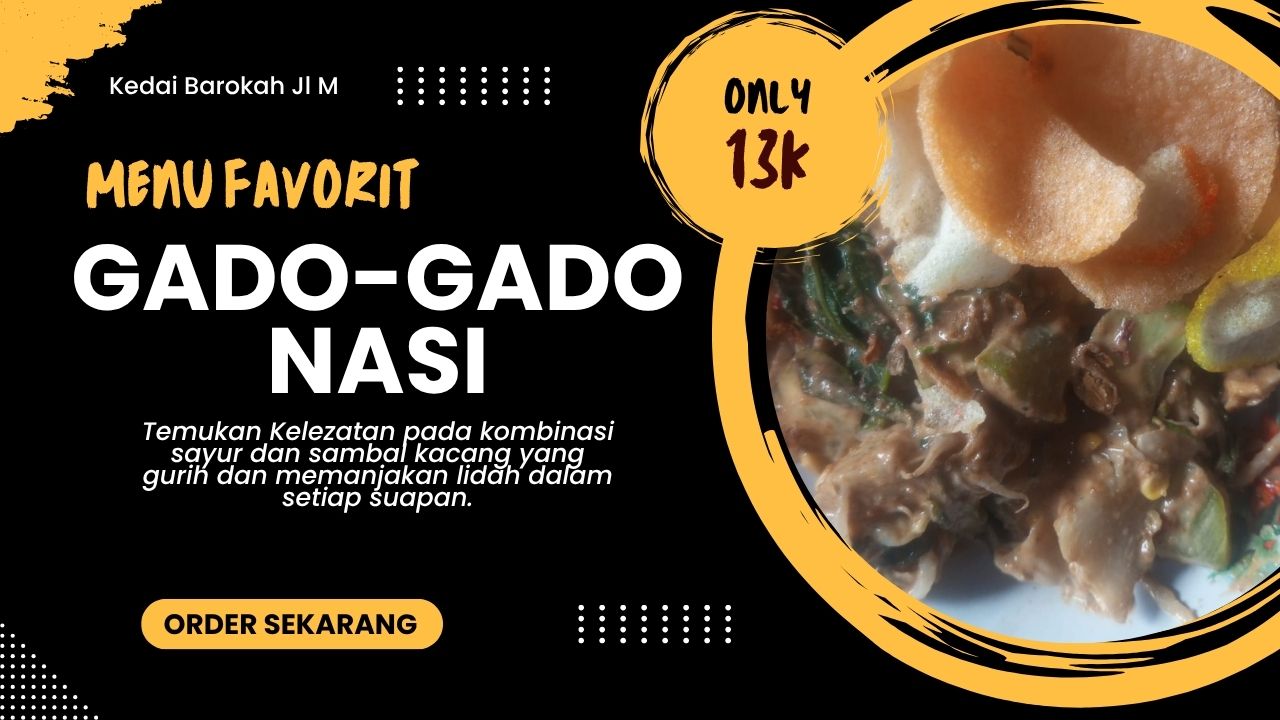 Kedai Barokah Jl M
MENU FAVORIT
GADO-GADO
NASI
Temukan Kelezatan pada kombinasi
sayur dan sambal kacang yang
gurih dan memanjakan lidah dalam
setiap suapan.
ORDER SEKARANG
ONLY
13K